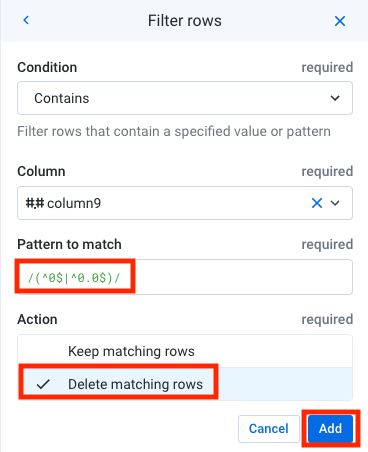 Filter rows
Condition required
Contains
Filter rows that contain a specified value or pattern
Column required
#.# column9
Pattern to match required
/(^0$|^0.0$)/
Action required
Keep matching rows
Delete matching rows
Cancel Add